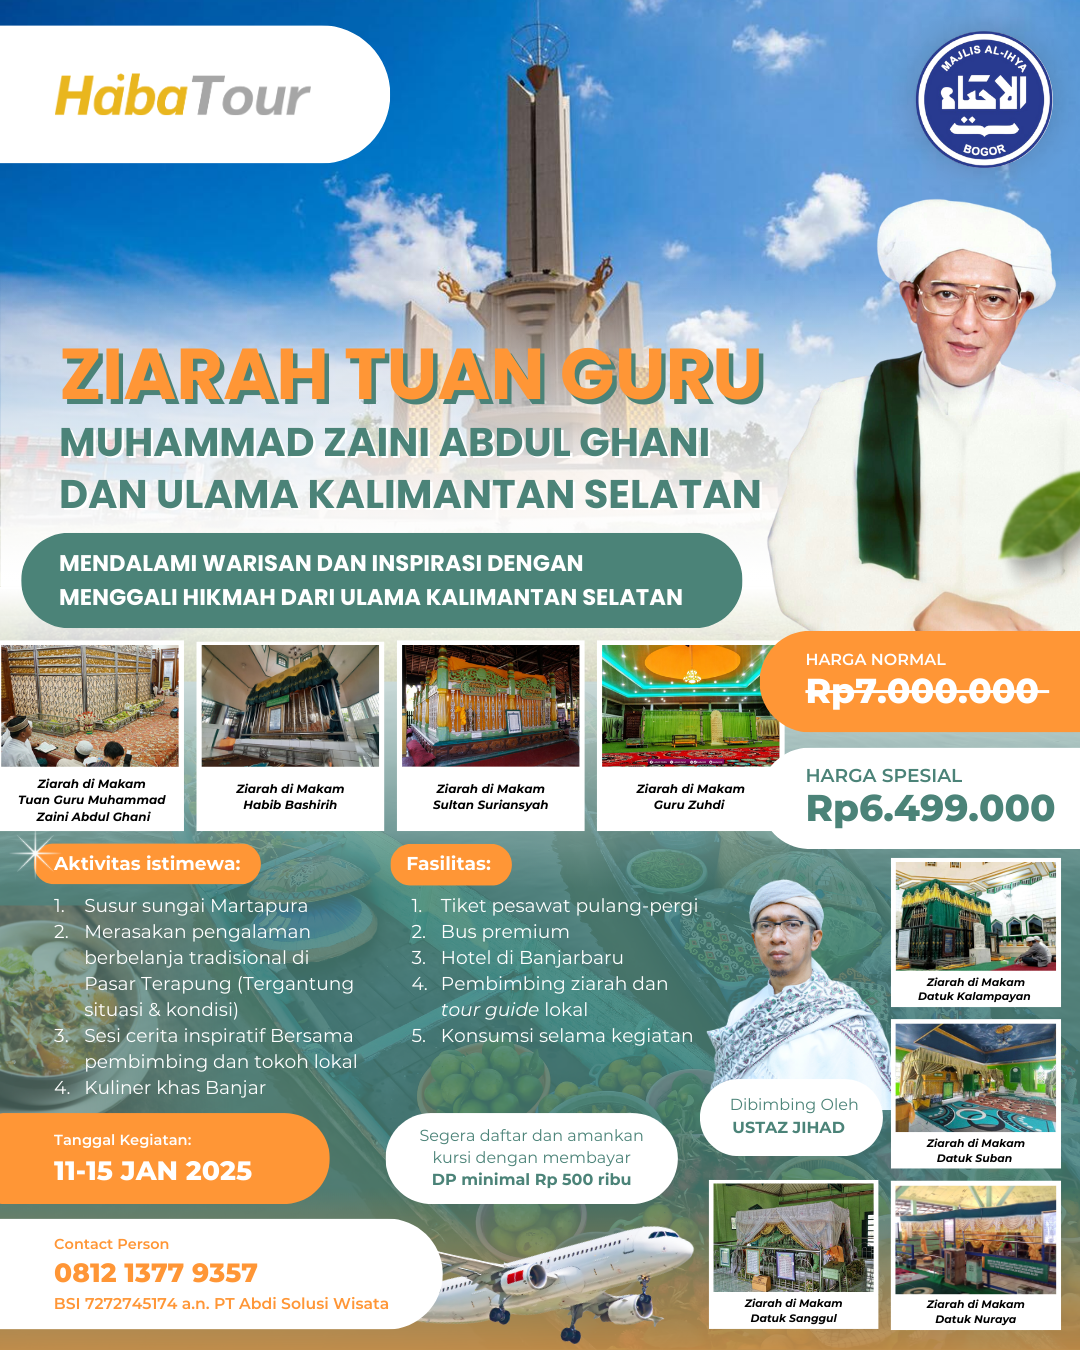 HabaTour
MAJLIS AL-IHYA
الاحياء
BOGOR
ZIARAH TUAN GURU
MUHAMMAD ZAINI ABDUL GHANI
DAN ULAMA KALIMANTAN SELATAN
MENDALAMI WARISAN DAN INSPIRASI DENGAN
MENGGALI HIKMAH DARI ULAMA KALIMANTAN SELATAN
Ziarah di Makam
Tuan Guru Muhammad
Zaini Abdul Ghani
Ziarah di Makam
Habib Bashirih
Ziarah di Makam
Sultan Suriansyah
Ziarah di Makam
Guru Zuhdi
HARGA NORMAL
Rp7.000.000
HARGA SPESIAL
Rp6.499.000
Aktivitas istimewa:
1. Susur sungai Martapura
2. Merasakan pengalaman
berbelanja tradisional di
Pasar Terapung (Tergantung
situasi & kondisi)
3. Sesi cerita inspiratif Bersama
pembimbing dan tokoh lokal
4. Kuliner khas Banjar
Fasilitas:
1. Tiket pesawat pulang-pergi
2. Bus premium
3. Hotel di Banjarbaru
4. Pembimbing ziarah dan
tour guide lokal
5. Konsumsi selama kegiatan
Dibimbing Oleh
USTAZ JIHAD
Ziarah di Makam
Datuk Kalampayan
Ziarah di Makam
Datuk Suban
Ziarah di Makam
Datuk Sanggul
Ziarah di Makam
Datuk Nuraya
Tanggal Kegiatan:
11-15 JAN 2025
Segera daftar dan amankan
kursi dengan membayar
DP minimal Rp 500 ribu
Contact Person
0812 1377 9357
BSI 7272745174 a.n. PT Abdi Solusi Wisata